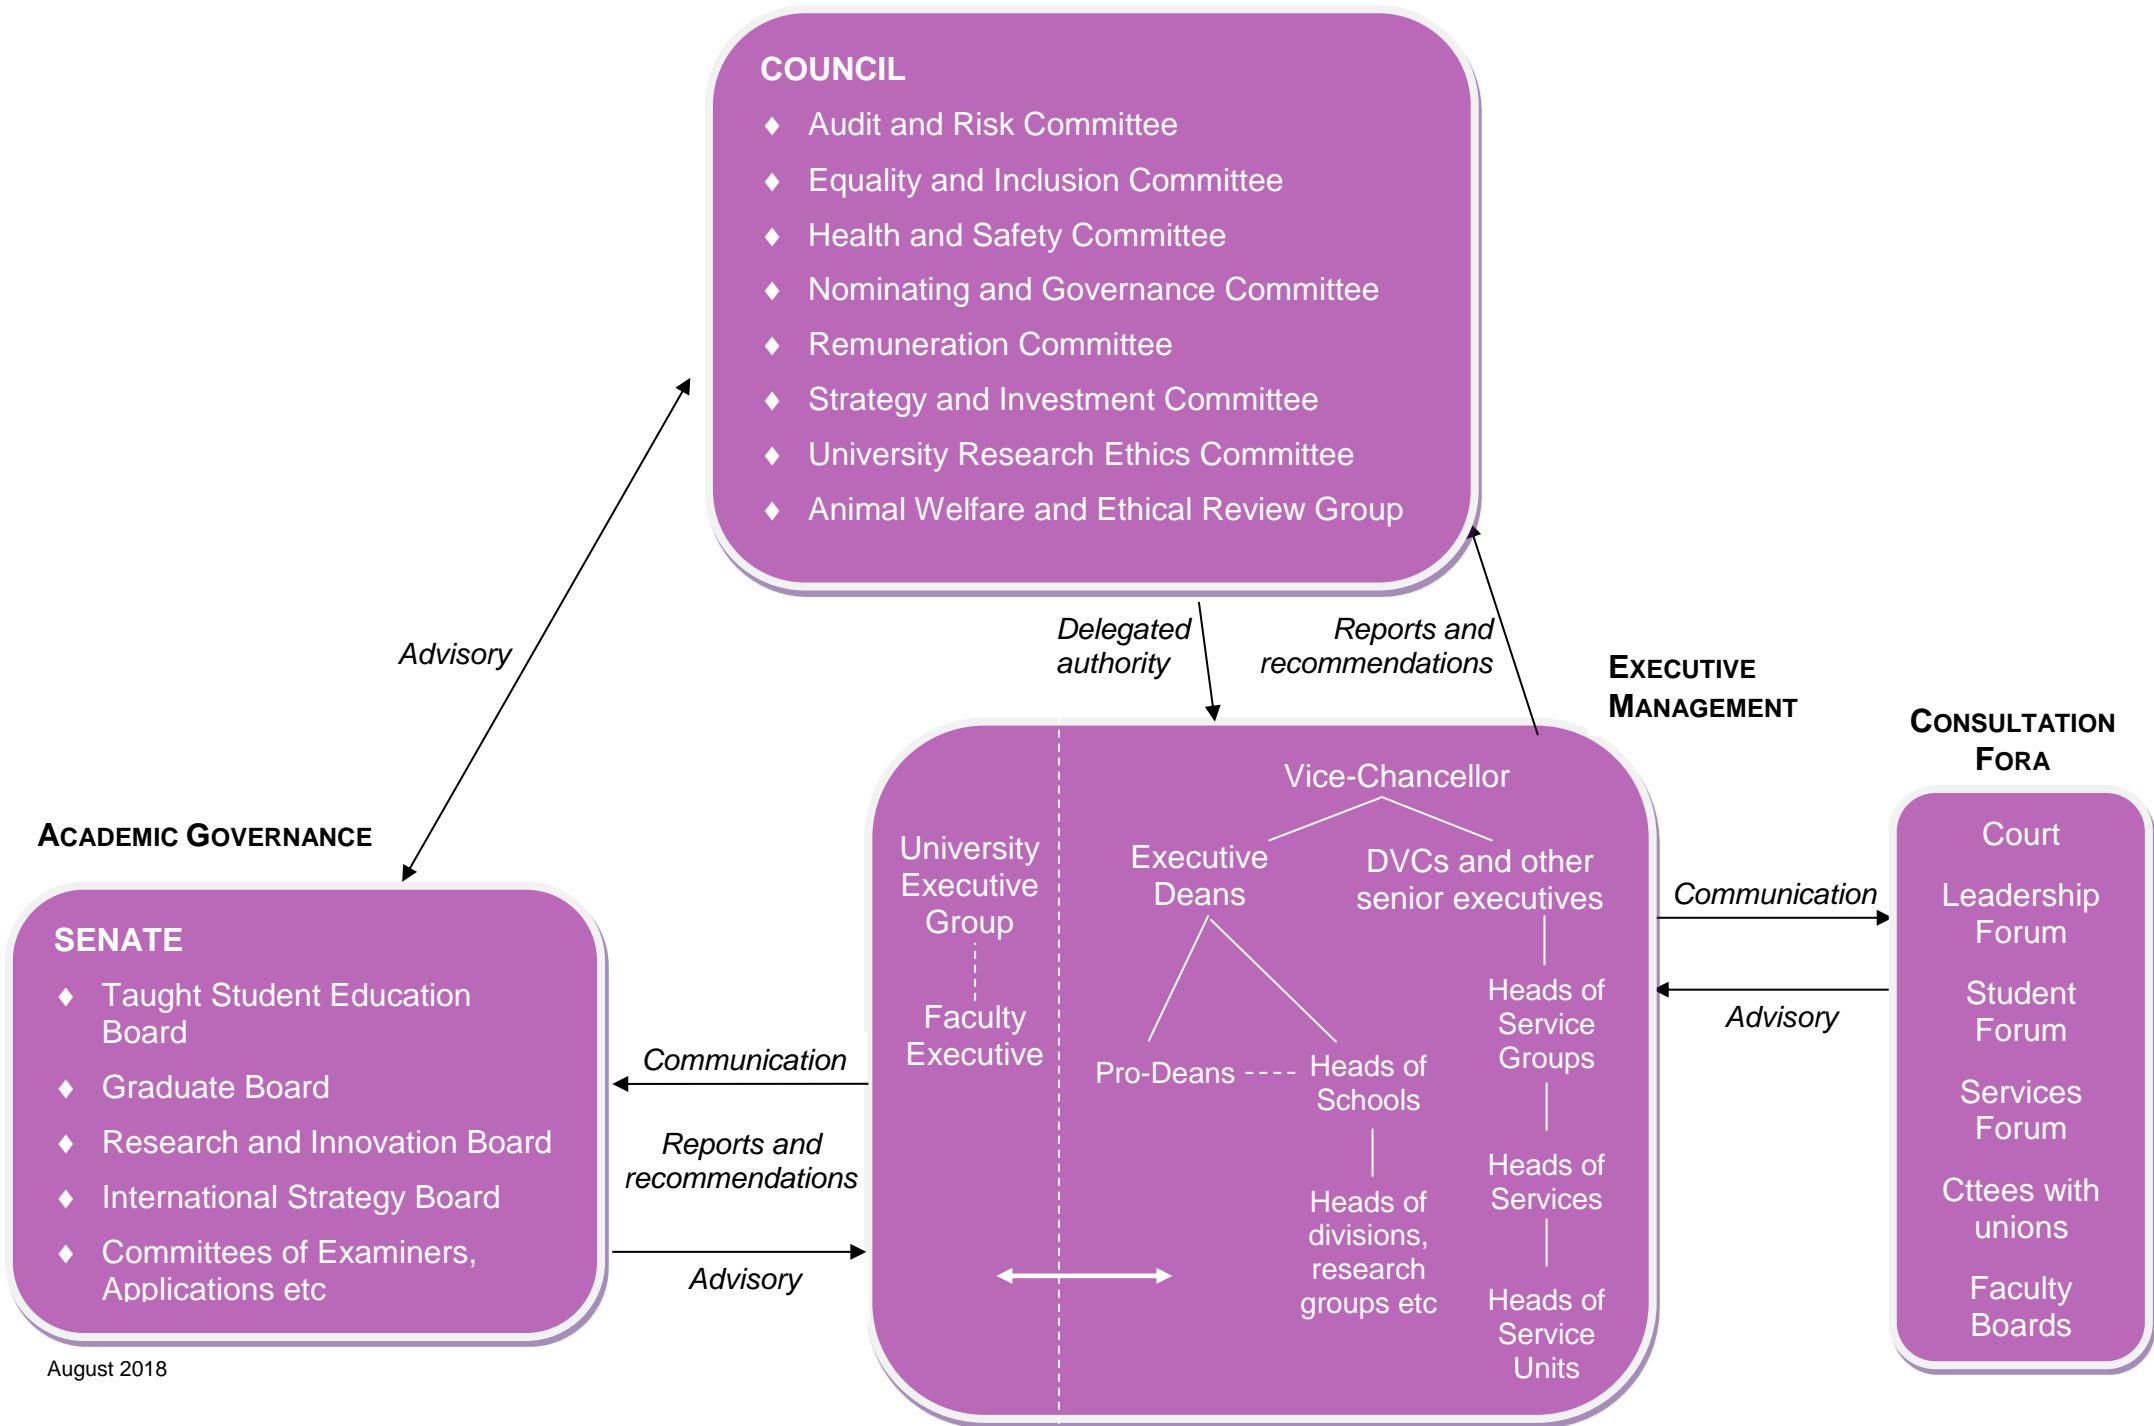 COUNCIL
♦ Audit and Risk Committee
♦ Equality and Inclusion Committee
♦ Health and Safety Committee
♦ Nominating and Governance Committee
♦ Remuneration Committee
♦ Strategy and Investment Committee
♦ University Research Ethics Committee
♦ Animal Welfare and Ethical Review Group
Advisory
Delegated
authority
Reports and
recommendations
EXECUTIVE
MANAGEMENT
CONSULTATION
FORA
ACADEMIC GOVERNANCE
SENATE
♦ Taught Student Education
Board
♦ Graduate Board
♦ Research and Innovation Board
♦ International Strategy Board
♦ Committees of Examiners,
Applications etc
Communication
Reports and
recommendations
Advisory
University
Executive
Group
Faculty
Executive
Vice-Chancellor
Executive
Deans
DVCs and other
senior executives
Pro-Deans
Heads of
Schools
Heads of
divisions,
research
groups etc
Heads of
Service
Groups
Heads of
Services
Heads of
Service
Units
Communication
Advisory
Court
Leadership
Forum
Student
Forum
Services
Forum
Cttees with
unions
Faculty
Boards
August 2018